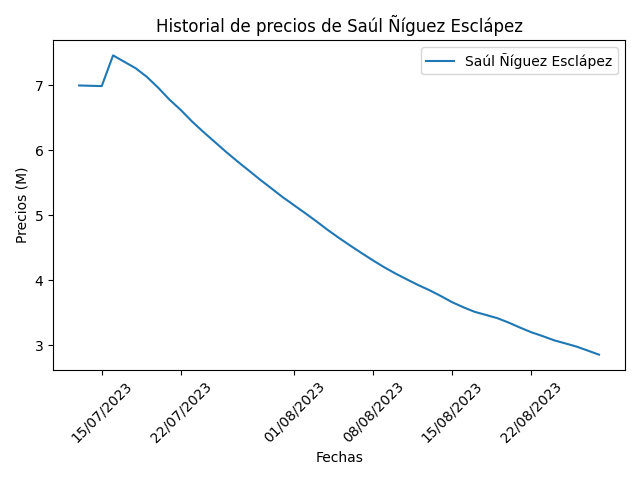 Historial de precios de Saúl Ñíguez Esclápez
Saúl Ñíguez Esclápez
Precios (M)
7
6
5
4
3
15/07/2023
22/07/2023
01/08/2023
08/08/2023
15/08/2023
22/08/2023
Fechas